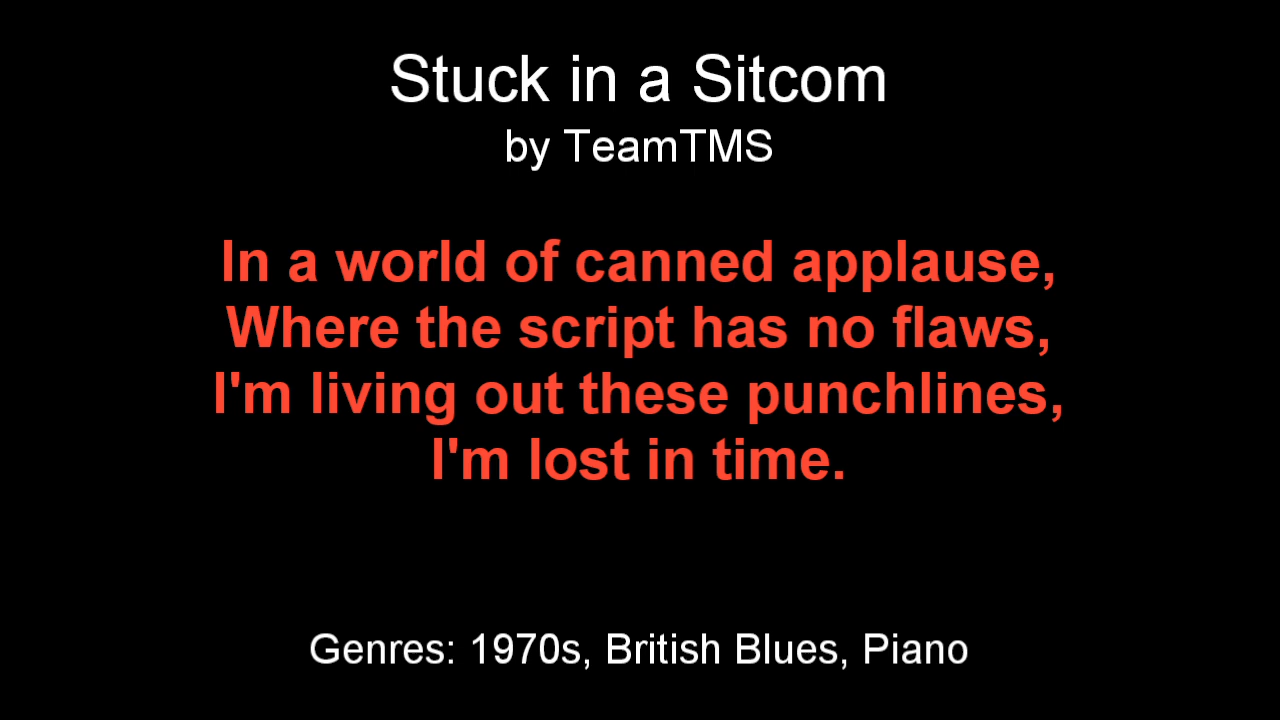 Stuck in a Sitcom
by TeamTMS
In a world of canned applause,
Where the script has no flaws,
I'm living out these punchlines,
I'm lost in time.
Genres: 1970s, British Blues, Piano